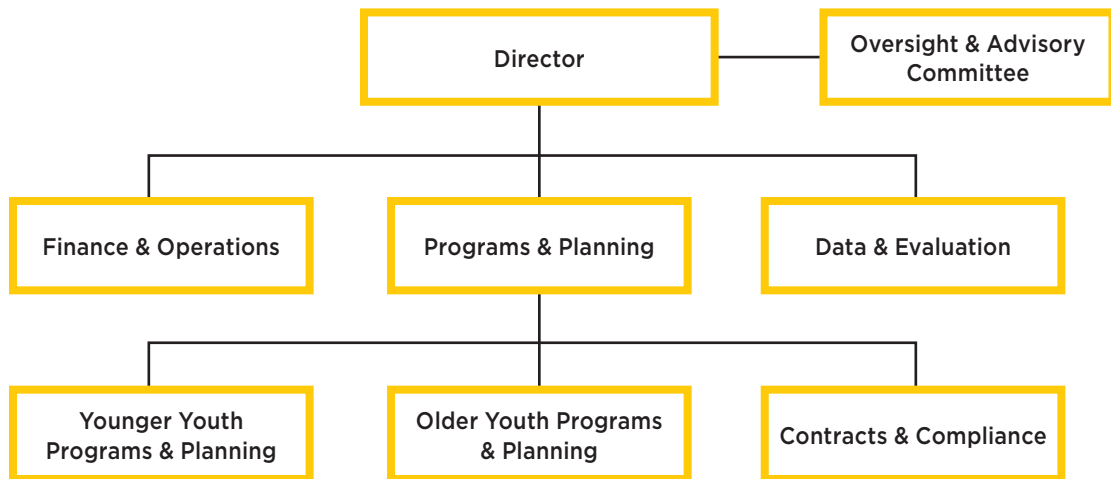 Director
Oversight & Advisory
Committee
Finance & Operations
Programs & Planning
Data & Evaluation
Younger Youth
Programs & Planning
Older Youth Programs
& Planning
Contracts & Compliance